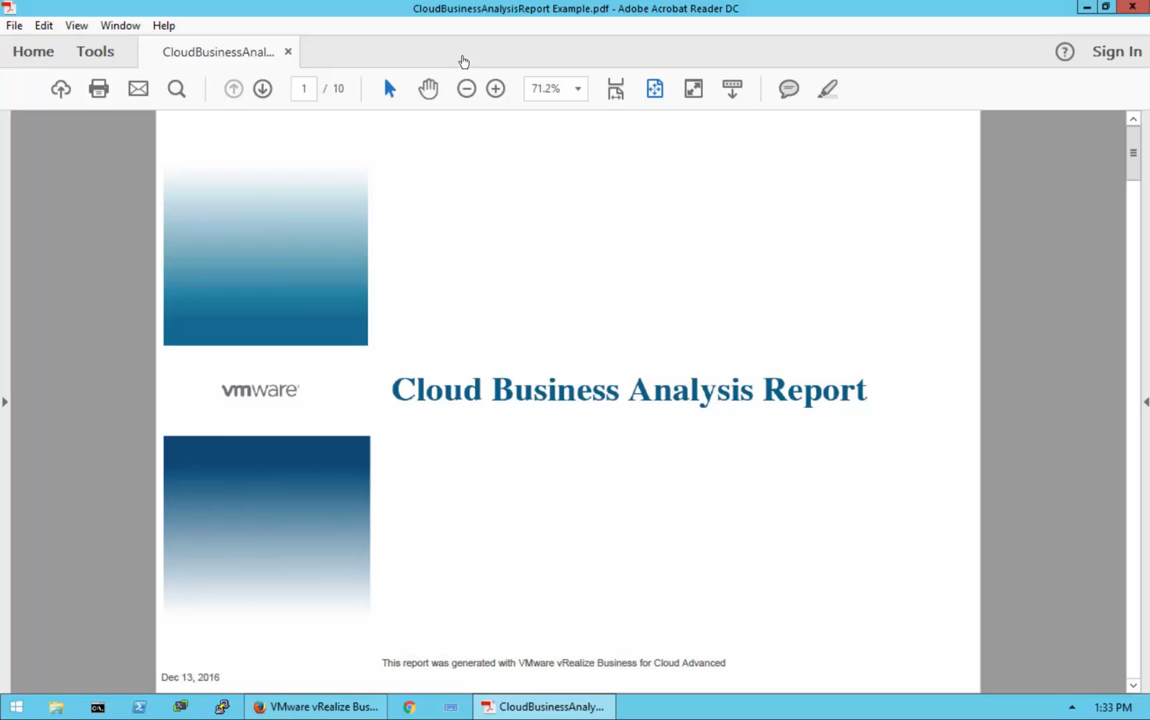 CloudBusinessAnalysisReport Example.pdf - Adobe Acrobat Reader DC
File Edit View Window Help
Home Tools CloudBusinessAnal... × ? Sign In
1 / 10 71.2%
vmware
Cloud Business Analysis Report
This report was generated with VMware vRealize Business for Cloud Advanced
Dec 13, 2016
VMware vRealize Bus... CloudBusinessAnaly... 1:33 PM